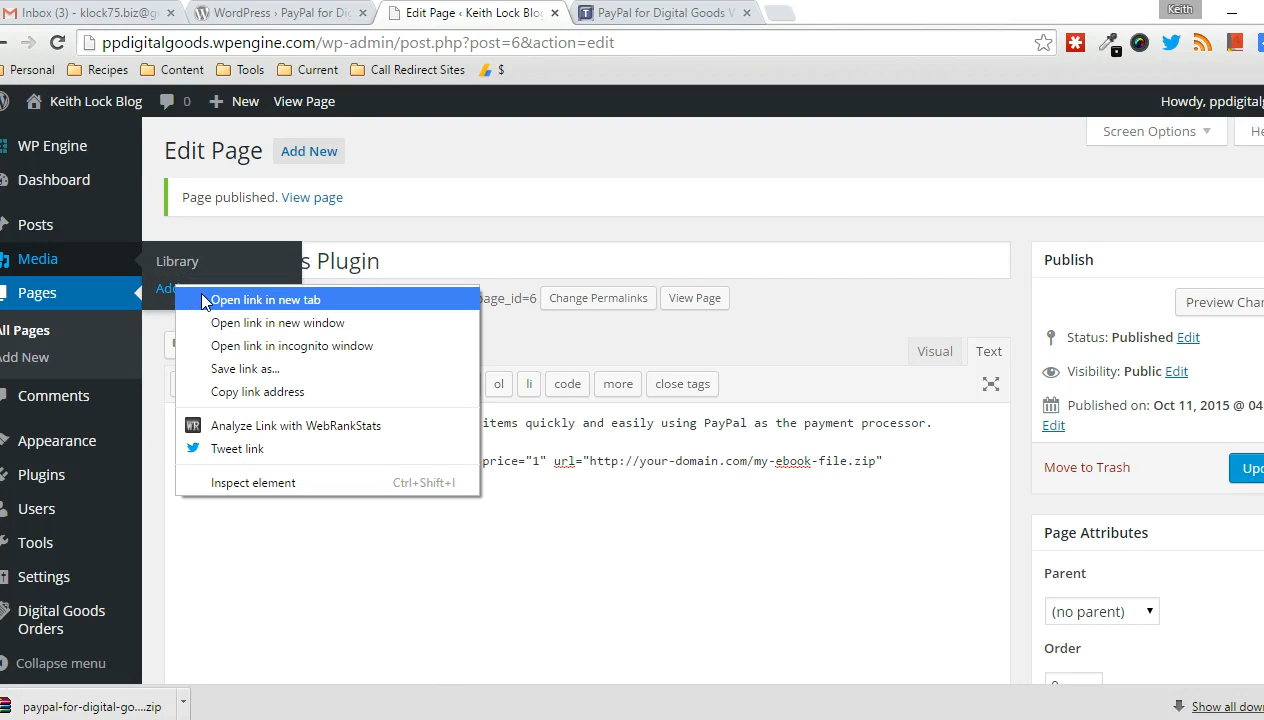 Inbox (3) - klock75.biz@g
WordPress › PayPal for Di
Edit Page ‹ Keith Lock Blog
PayPal for Digital Goods V
Keith
ppdigitalgoods.wpengine.com/wp-admin/post.php?post=6&action=edit
Personal Recipes Content Tools Current Call Redirect Sites $
Keith Lock Blog 0 New View Page
Howdy, ppdigital
WP Engine
Dashboard
Posts
Media
Pages
All Pages
Add New
Comments
Appearance
Plugins
Users
Tools
Settings
Digital Goods
Orders
Collapse menu
Library
Add
Edit Page Add New
Screen Options
He
Page published. View page
s Plugin
page_id=6 Change Permalinks View Page
Visual Text
ol li code more close tags
items quickly and easily using PayPal as the payment processor.
price="1" url="http://your-domain.com/my-ebook-file.zip"
Open link in new tab
Open link in new window
Open link in incognito window
Save link as...
Copy link address
Analyze Link with WebRankStats
Tweet link
Inspect element Ctrl+Shift+I
Publish
Preview Chan
Status: Published Edit
Visibility: Public Edit
Published on: Oct 11, 2015 @ 04
Edit
Move to Trash
Upd
Page Attributes
Parent
(no parent)
Order
paypal-for-digital-go....zip
Show all dow